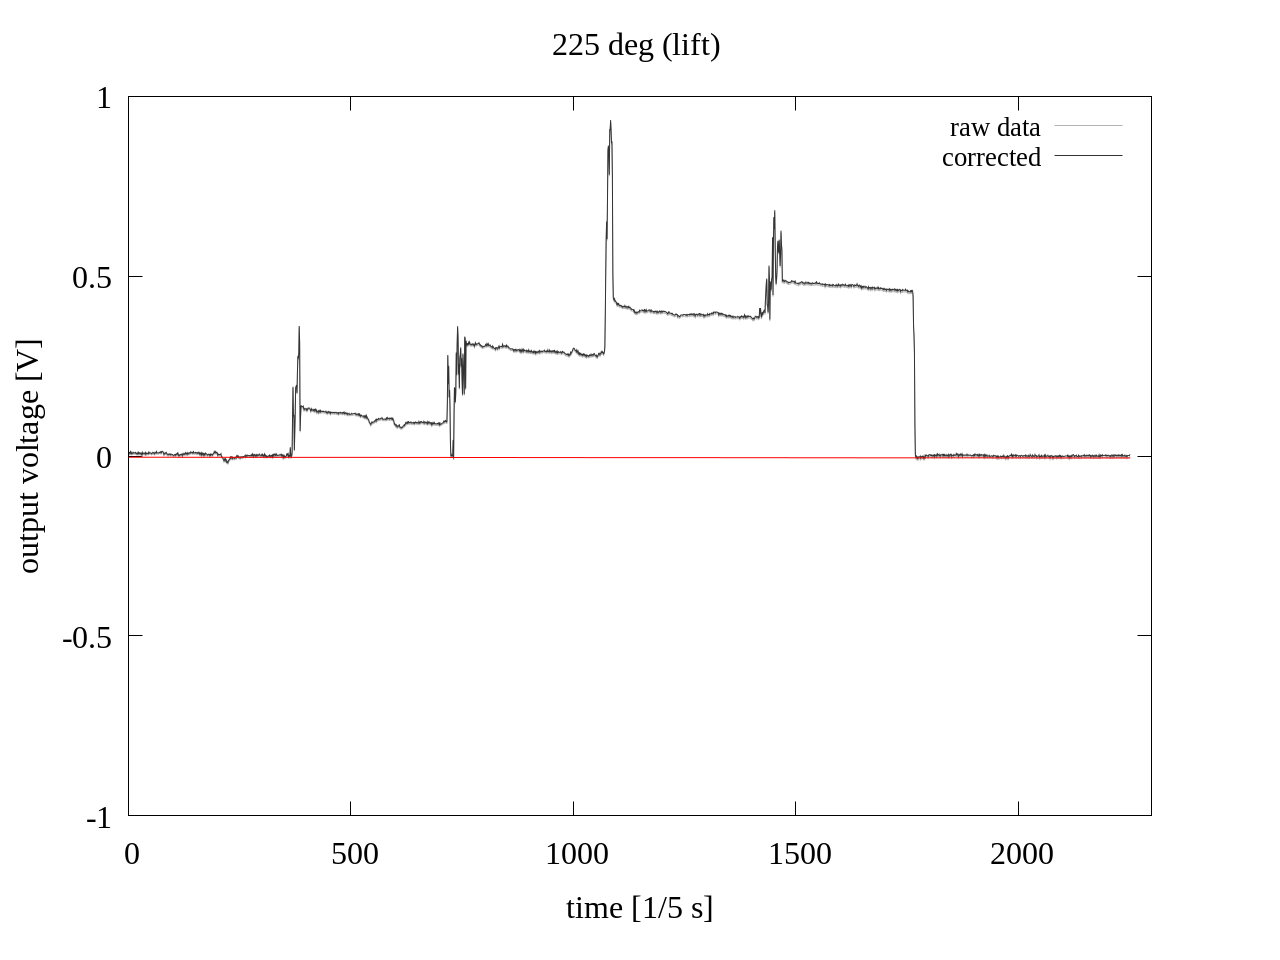 225 deg (lift)
raw data
corrected
1
0.5
0
-0.5
-1
output voltage [V]
0 500 1000 1500 2000
time [1/5 s]